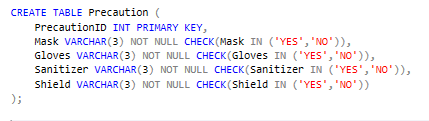 CREATE TABLE Precaution (
PrecautionID INT PRIMARY KEY,
Mask VARCHAR(3) NOT NULL CHECK(Mask IN ('YES','NO')),
Gloves VARCHAR(3) NOT NULL CHECK(Gloves IN ('YES','NO')),
Sanitizer VARCHAR(3) NOT NULL CHECK(Sanitizer IN ('YES','NO')),
Shield VARCHAR(3) NOT NULL CHECK(Shield IN ('YES','NO'))
);